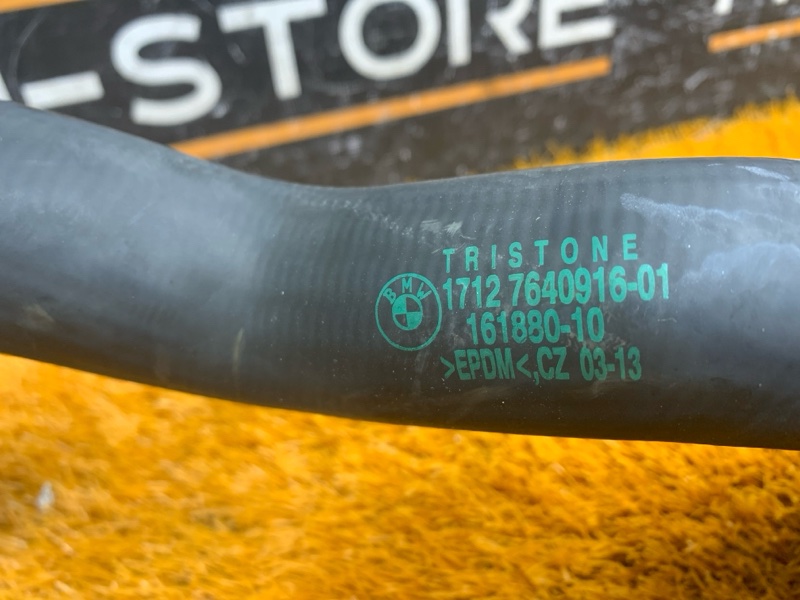 -STORE
TRISTONE
BMW
1712 7640916-01
161880-10
>EPDM<,CZ 03-13